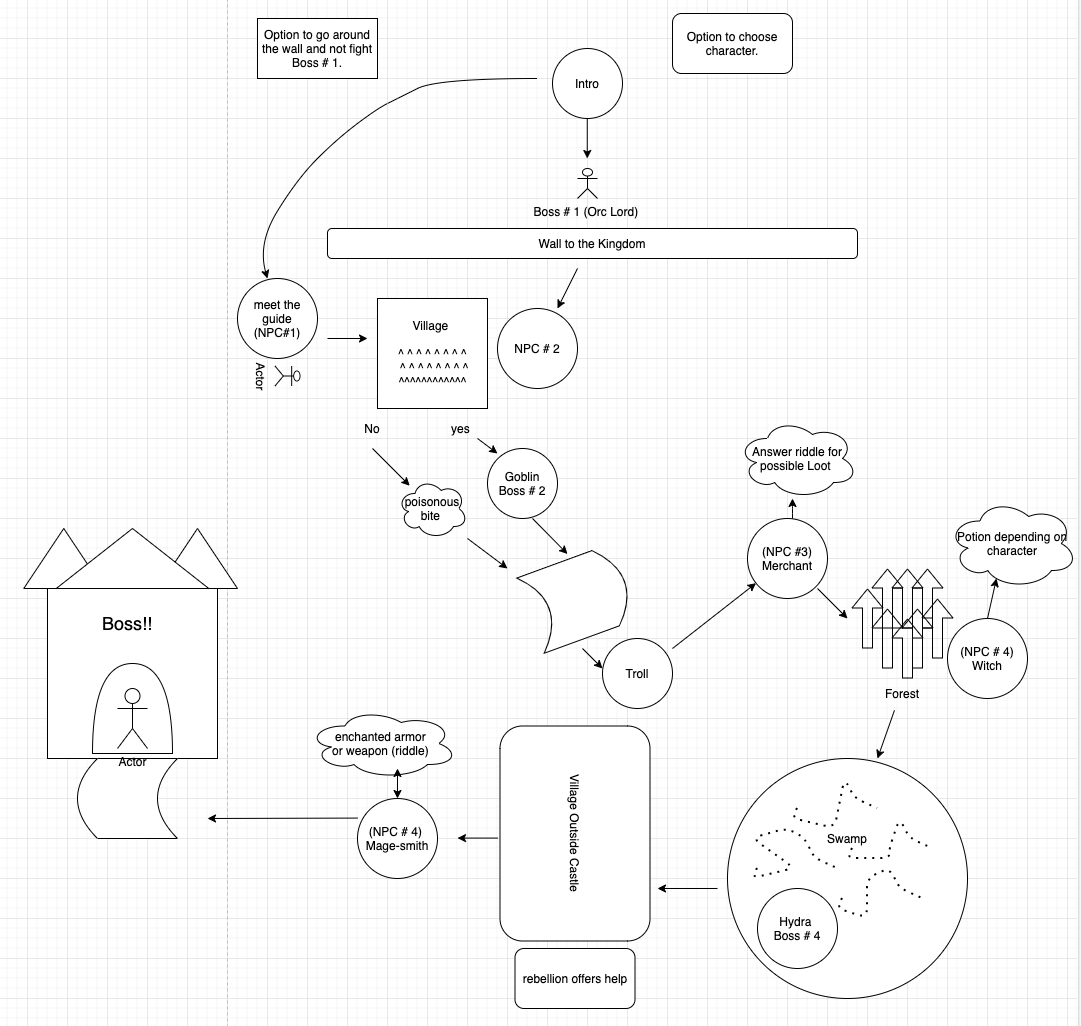 Option to go around
the wall and not fight
Boss # 1.
Option to choose
character.
Intro
Boss # 1 (Orc Lord)
Wall to the Kingdom
meet the
guide
(NPC#1)
Actor
Village
^ ^ ^ ^ ^ ^ ^ ^
^ ^ ^ ^ ^ ^ ^ ^
^^^^^^^^^^^^
NPC # 2
No
yes
Goblin
Boss # 2
poisonous
bite
Answer riddle for
possible Loot
(NPC #3)
Merchant
Potion depending on
character
(NPC # 4)
Witch
Forest
Troll
Boss!!
Actor
enchanted armor
or weapon (riddle)
(NPC # 4)
Mage-smith
Village Outside Castle
rebellion offers help
Swamp
Hydra
Boss # 4